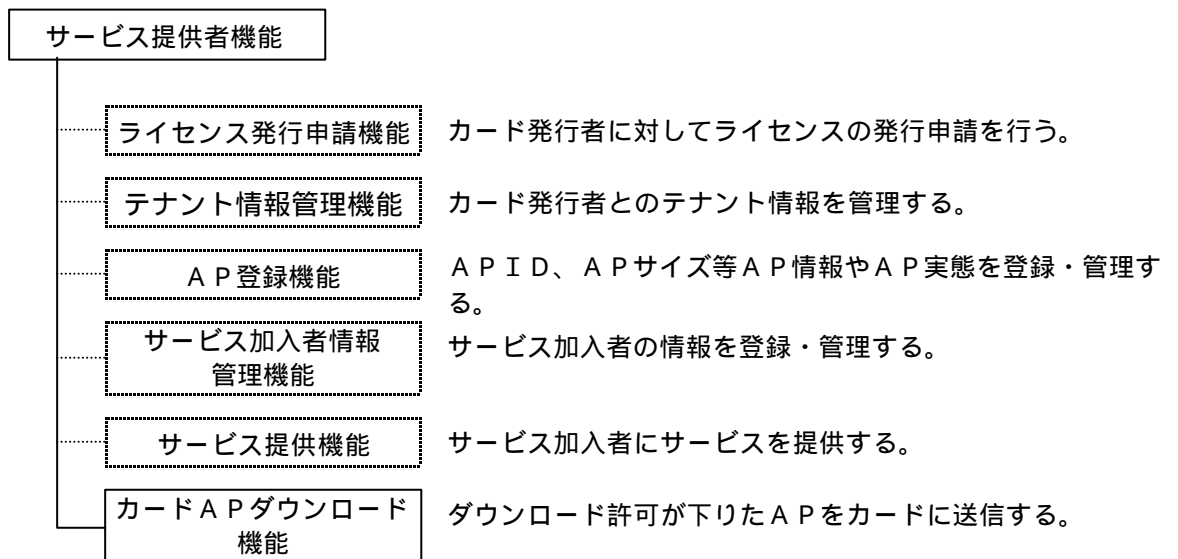 サービス提供者機能
ライセンス発行申請機能
カード発行者に対してライセンスの発行申請を行う。
テナント情報管理機能
カード発行者とのテナント情報を管理する。
ＡＰ登録機能
ＡＰＩＤ、ＡＰサイズ等ＡＰ情報やＡＰ実態を登録・管理す
る。
サービス加入者情報
管理機能
サービス加入者の情報を登録・管理する。
サービス提供機能
サービス加入者にサービスを提供する。
カードＡＰダウンロード
機能
ダウンロード許可が下りたＡＰをカードに送信する。